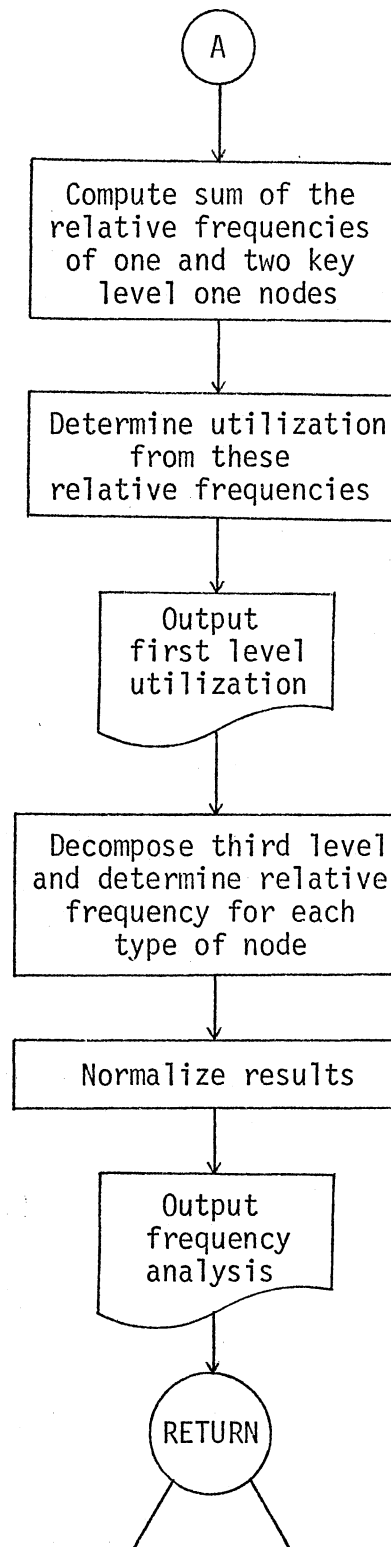 A
Compute sum of the
relative frequencies
of one and two key
level one nodes
Determine utilization
from these
relative frequencies
Output
first level
utilization
Decompose third level
and determine relative
frequency for each
type of node
Normalize results
Output
frequency
analysis
RETURN